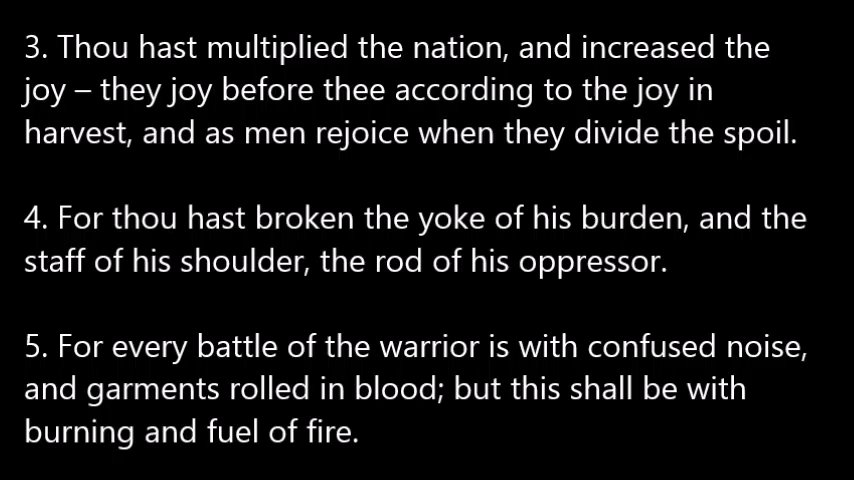 3. Thou hast multiplied the nation, and increased the
joy – they joy before thee according to the joy in
harvest, and as men rejoice when they divide the spoil.
4. For thou hast broken the yoke of his burden, and the
staff of his shoulder, the rod of his oppressor.
5. For every battle of the warrior is with confused noise,
and garments rolled in blood; but this shall be with
burning and fuel of fire.